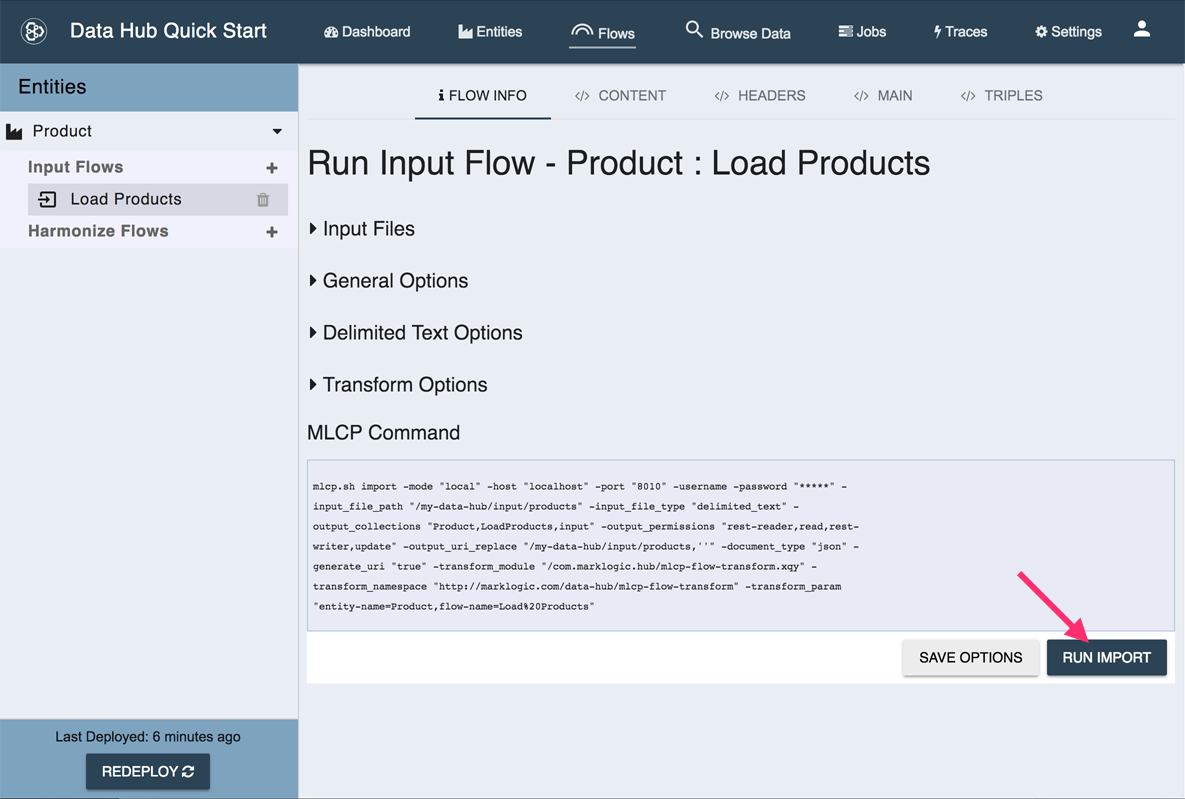 Data Hub Quick Start
Dashboard
Entities
Flows
Browse Data
Jobs
Traces
Settings
Entities
Product
Input Flows +
Load Products
Harmonize Flows +
Last Deployed: 6 minutes ago
REDEPLOY
FLOW INFO
</> CONTENT
</> HEADERS
</> MAIN
</> TRIPLES
Run Input Flow - Product : Load Products
Input Files
General Options
Delimited Text Options
Transform Options
MLCP Command
mlcp.sh import -mode "local" -host "localhost" -port "8010" -username -password "*****" -
input_file_path "/my-data-hub/input/products" -input_file_type "delimited_text" -
output_collections "Product,LoadProducts,input" -output_permissions "rest-reader,read,rest-
writer,update" -output_uri_replace "/my-data-hub/input/products,''" -document_type "json" -
generate_uri "true" -transform_module "/com.marklogic.hub/mlcp-flow-transform.xqy" -
transform_namespace "http://marklogic.com/data-hub/mlcp-flow-transform" -transform_param
"entity-name=Product,flow-name=Load%20Products"
SAVE OPTIONS
RUN IMPORT